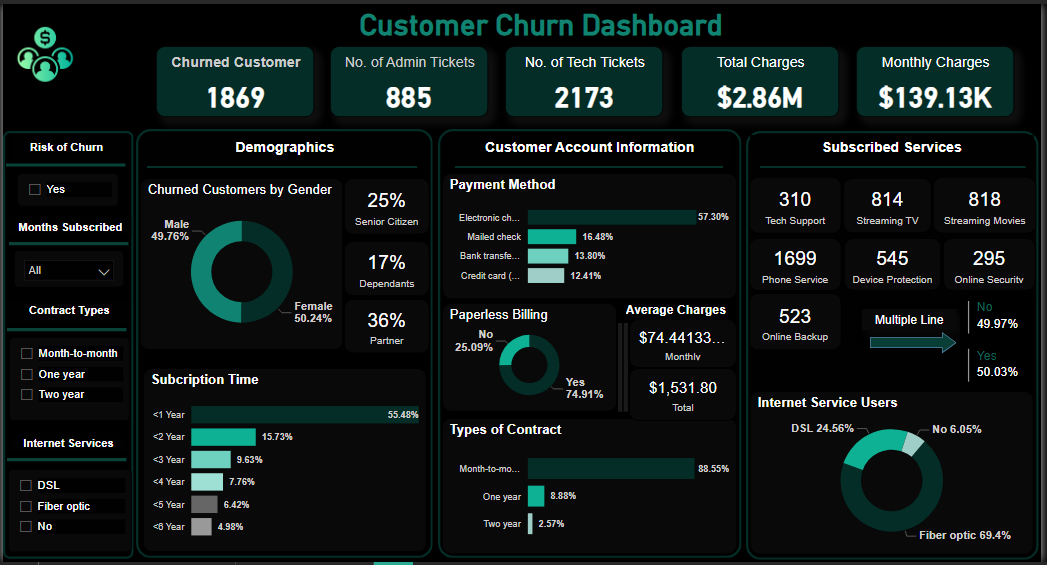 Customer Churn Dashboard
Churned Customer
1869
No. of Admin Tickets
885
No. of Tech Tickets
2173
Total Charges
$2.86M
Monthly Charges
$139.13K
Risk of Churn
Yes
Months Subscribed
All
Contract Types
Month-to-month
One year
Two year
Internet Services
DSL
Fiber optic
No
Demographics
Churned Customers by Gender
Male
49.76%
Female
50.24%
25%
Senior Citizen
17%
Dependants
36%
Partner
Subcription Time
<1 Year 55.48%
<2 Year 15.73%
<3 Year 9.63%
<4 Year 7.76%
<5 Year 6.42%
<6 Year 4.98%
Customer Account Information
Payment Method
Electronic ch... 57.30%
Mailed check 16.48%
Bank transfe... 13.80%
Credit card (... 12.41%
Paperless Billing
No
25.09%
Yes
74.91%
Average Charges
$74.44133...
Monthly
$1,531.80
Total
Types of Contract
Month-to-mo... 88.55%
One year 8.88%
Two year 2.57%
Subscribed Services
310
Tech Support
814
Streaming TV
818
Streaming Movies
1699
Phone Service
545
Device Protection
295
Online Security
523
Online Backup
Multiple Line
No
49.97%
Yes
50.03%
Internet Service Users
DSL 24.56%
No 6.05%
Fiber optic 69.4%